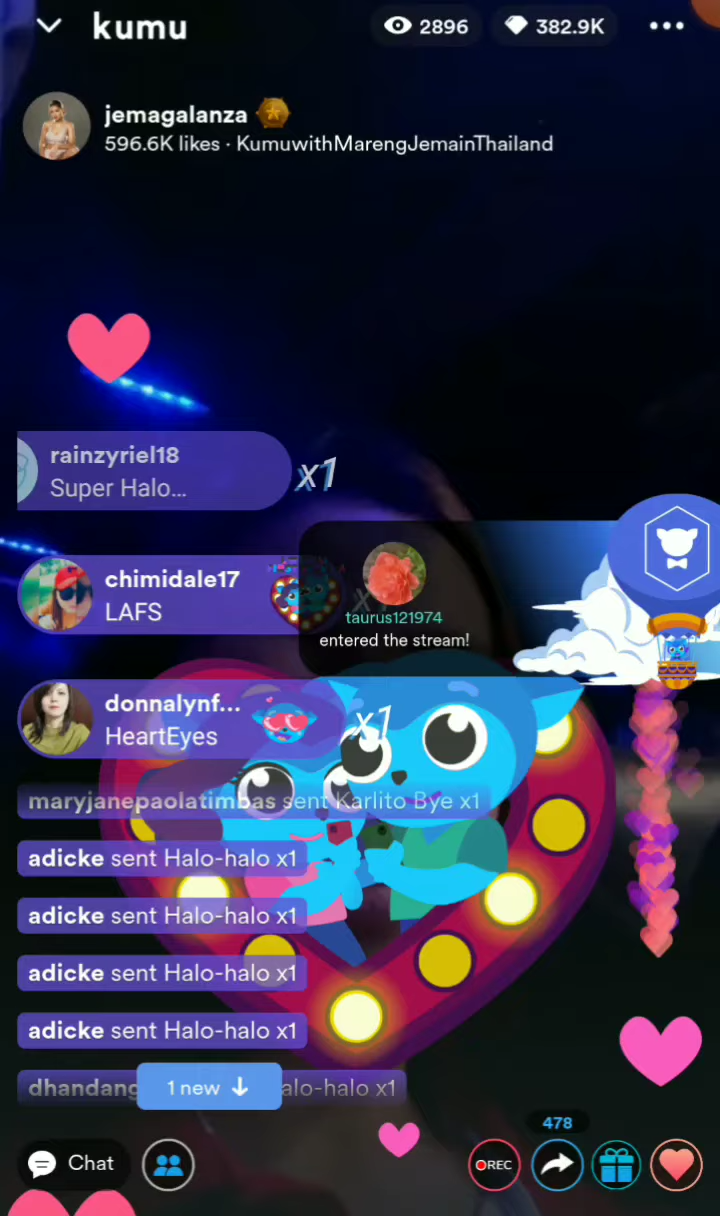 kumu
2896
382.9K
jemagalanza
596.6K likes · KumuwithMarengJemainThailand
rainzyriel18
Super Halo...
x1
chimidale17
LAFS
x1
taurus121974
entered the stream!
donnalynf...
HeartEyes
x1
maryjanepaolatimbas sent Karlito Bye x1
adicke sent Halo-halo x1
adicke sent Halo-halo x1
adicke sent Halo-halo x1
adicke sent Halo-halo x1
dhandang
alo-halo x1
1 new
478
Chat
REC